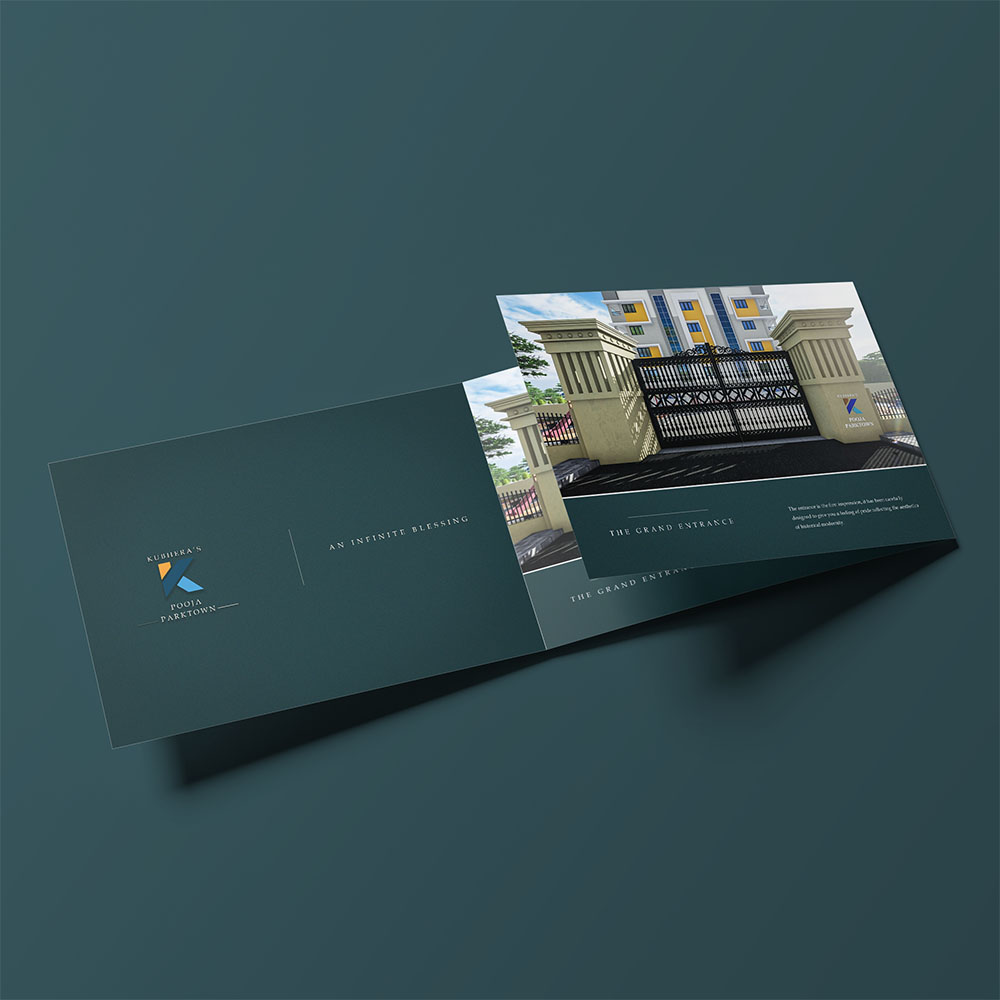 KUBHERA'S
POOJA
PARKTOWN
AN INFINITE BLESSING
THE GRAND ENTRAN
KUBHERA'S
POOJA
PARKTOWN
THE GRAND ENTRANCE
The entrance is the first impression, it has been carefully
designed to give you a feeling of pride reflecting the aesthetics
of historical modernity.